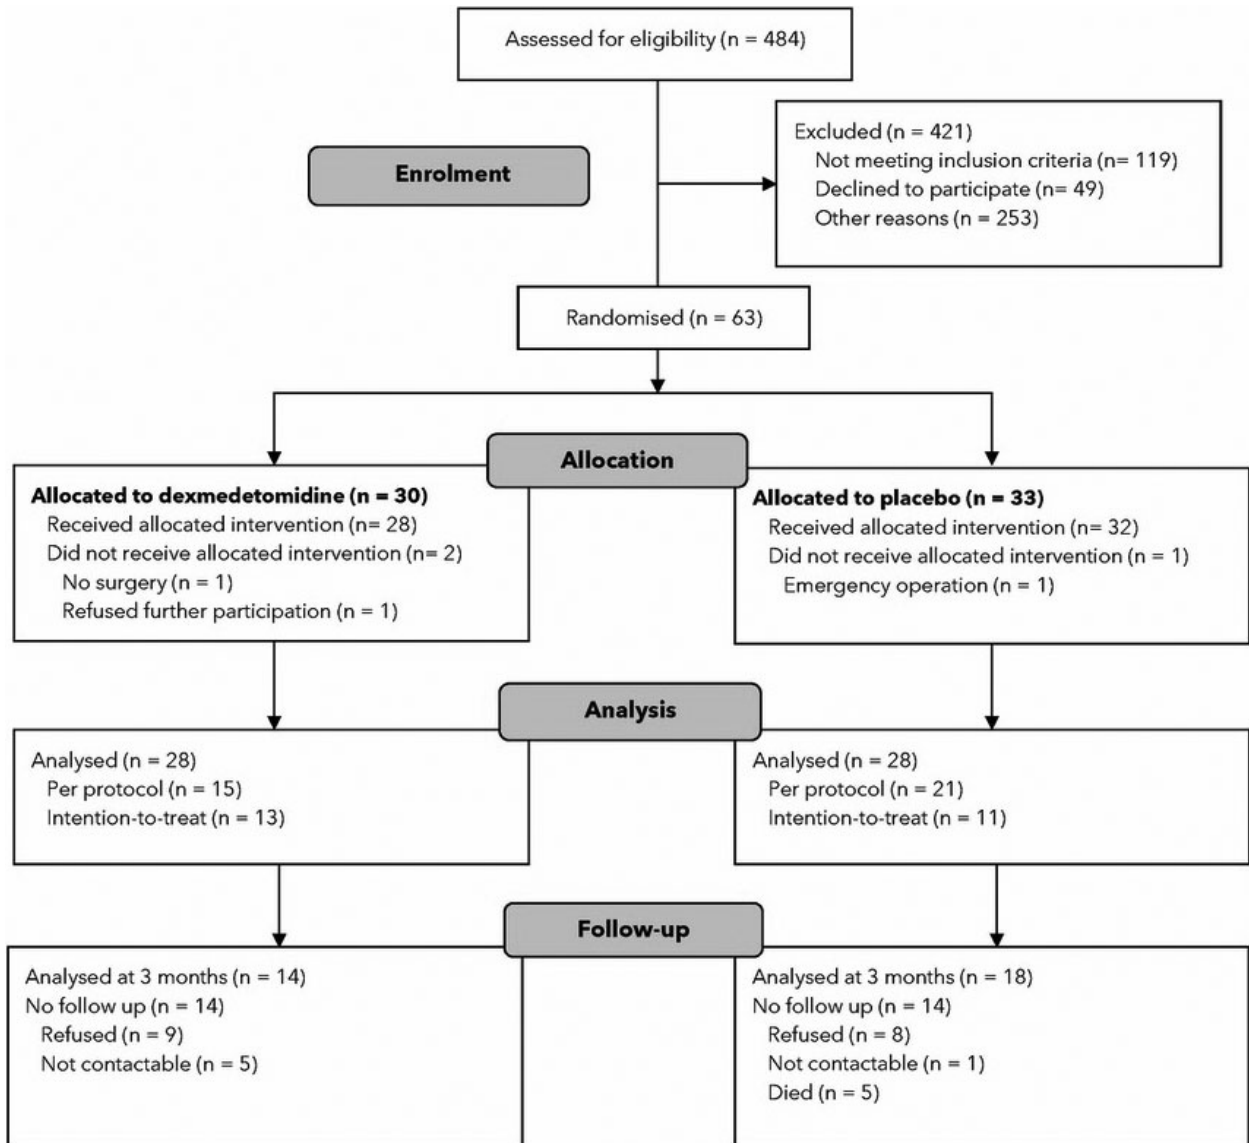 Assessed for eligibility (n = 484)
Excluded (n = 421)
Not meeting inclusion criteria (n= 119)
Declined to participate (n= 49)
Other reasons (n = 253)
Enrolment
Randomised (n = 63)
Allocation
Allocated to dexmedetomidine (n = 30)
Received allocated intervention (n= 28)
Did not receive allocated intervention (n= 2)
No surgery (n = 1)
Refused further participation (n = 1)
Allocated to placebo (n = 33)
Received allocated intervention (n= 32)
Did not receive allocated intervention (n = 1)
Emergency operation (n = 1)
Analysis
Analysed (n = 28)
Per protocol (n = 15)
Intention-to-treat (n = 13)
Analysed (n = 28)
Per protocol (n = 21)
Intention-to-treat (n = 11)
Follow-up
Analysed at 3 months (n = 14)
No follow up (n = 14)
Refused (n = 9)
Not contactable (n = 5)
Analysed at 3 months (n = 18)
No follow up (n = 14)
Refused (n = 8)
Not contactable (n = 1)
Died (n = 5)